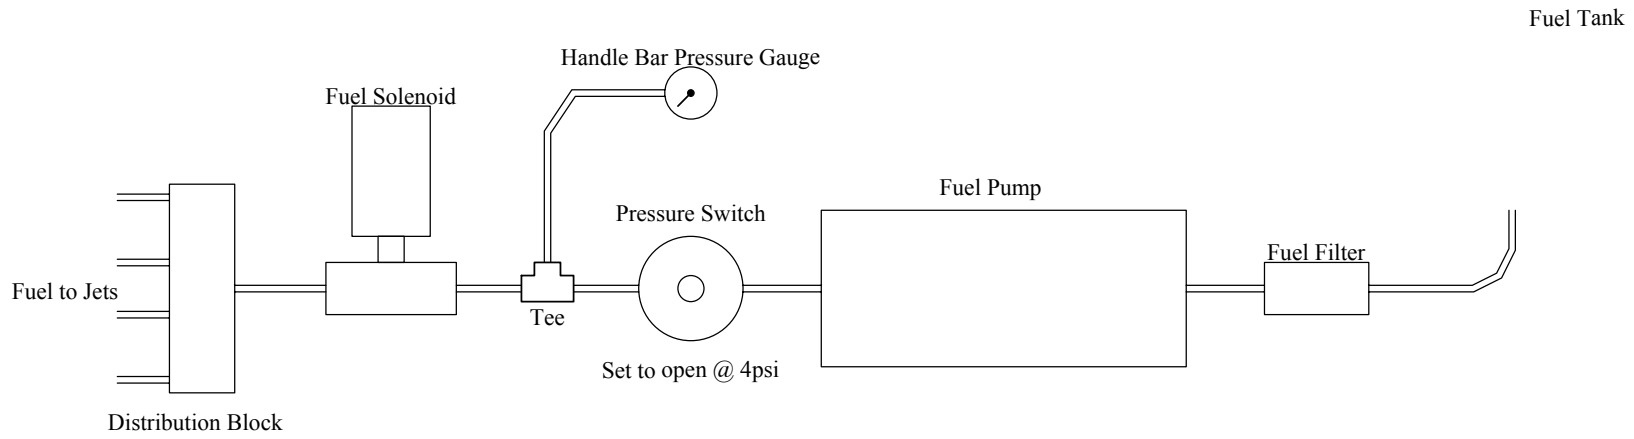 Fuel Tank
Handle Bar Pressure Gauge
Fuel Solenoid
Fuel Pump
Pressure Switch
Fuel Filter
Fuel to Jets
Tee
Set to open @ 4psi
Distribution Block